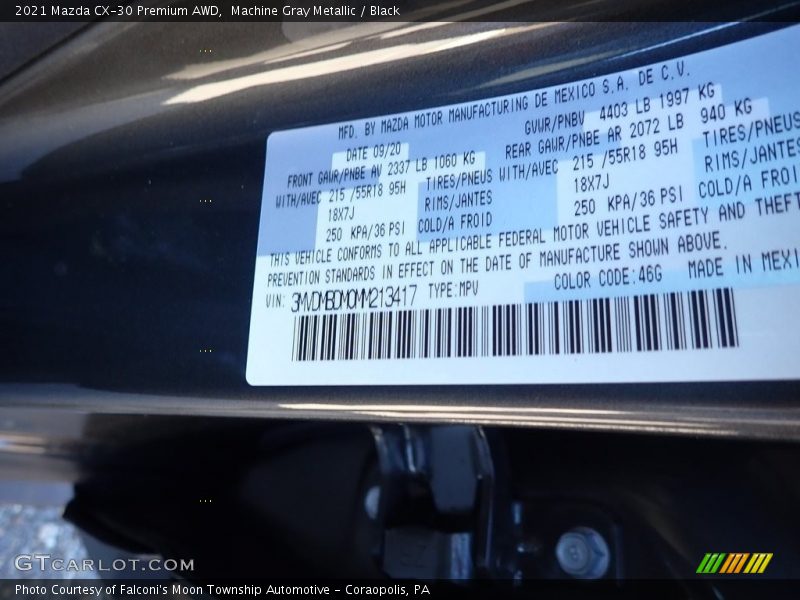 2021 Mazda CX-30 Premium AWD,  Machine Gray Metallic / Black
MFD. BY MAZDA MOTOR MANUFACTURING DE MEXICO S.A. DE C.V.
DATE 09/20 GVWR/PNBV 4403 LB 1997 KG
FRONT GAWR/PNBE AV 2337 LB 1060 KG REAR GAWR/PNBE AR 2072 LB 940 KG
WITH/AVEC 215 /55R18 95H TIRES/PNEUS WITH/AVEC 215 /55R18 95H TIRES/PNEUS
18X7J RIMS/JANTES 18X7J RIMS/JANTES
250 KPA/36 PSI COLD/A FROID 250 KPA/36 PSI COLD/A FROI
THIS VEHICLE CONFORMS TO ALL APPLICABLE FEDERAL MOTOR VEHICLE SAFETY AND THEFT
PREVENTION STANDARDS IN EFFECT ON THE DATE OF MANUFACTURE SHOWN ABOVE.
VIN: 3MVDMBDM0MM213417 TYPE:MPV COLOR CODE:46G MADE IN MEXI
GTCARLOT.COM
Photo Courtesy of Falconi's Moon Township Automotive - Coraopolis, PA